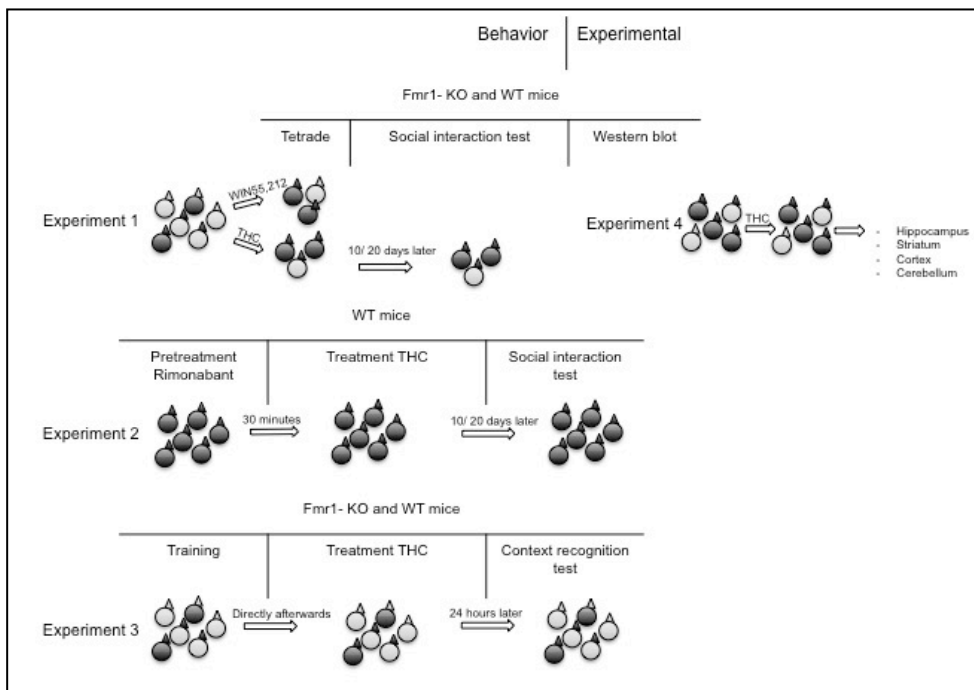 Behavior Experimental
Fmr1- KO and WT mice
Tetrade Social interaction test Western blot
Experiment 1
WIN55,212
THC
10/ 20 days later
Experiment 4
THC
- Hippocampus
- Striatum
- Cortex
- Cerebellum
WT mice
Pretreatment
Rimonabant
Treatment THC
Social interaction
test
Experiment 2
30 minutes
10/ 20 days later
Fmr1- KO and WT mice
Training
Treatment THC
Context recognition
test
Experiment 3
Directly afterwards
24 hours later